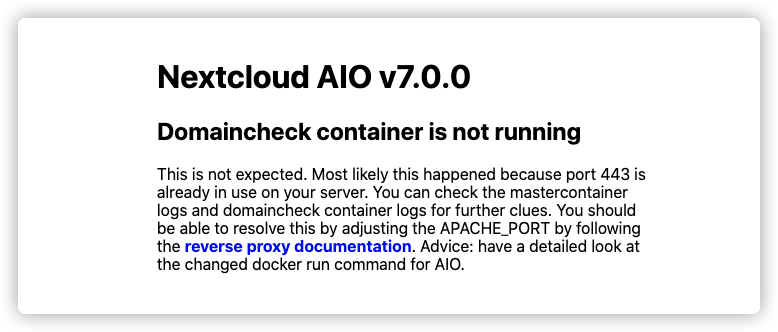 Nextcloud AIO v7.0.0
Domaincheck container is not running
This is not expected. Most likely this happened because port 443 is
already in use on your server. You can check the mastercontainer
logs and domaincheck container logs for further clues. You should
be able to resolve this by adjusting the APACHE_PORT by following
the reverse proxy documentation. Advice: have a detailed look at
the changed docker run command for AIO.